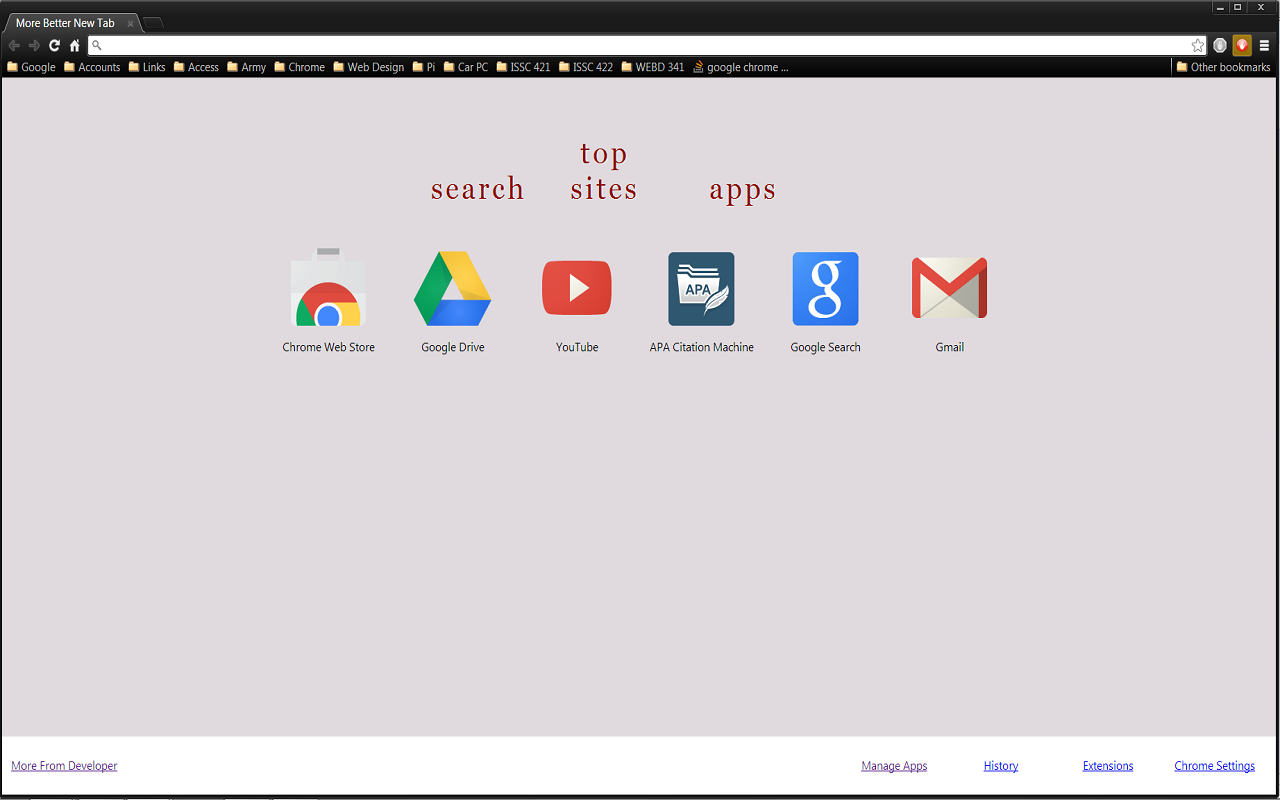 More Better New Tab
Google Accounts Links Access Army Chrome Web Design Pi Car PC ISSC 421 ISSC 422 WEBD 341 google chrome ... Other bookmarks
top
search sites apps
APA
g
Chrome Web Store Google Drive YouTube APA Citation Machine Google Search Gmail
More From Developer Manage Apps History Extensions Chrome Settings